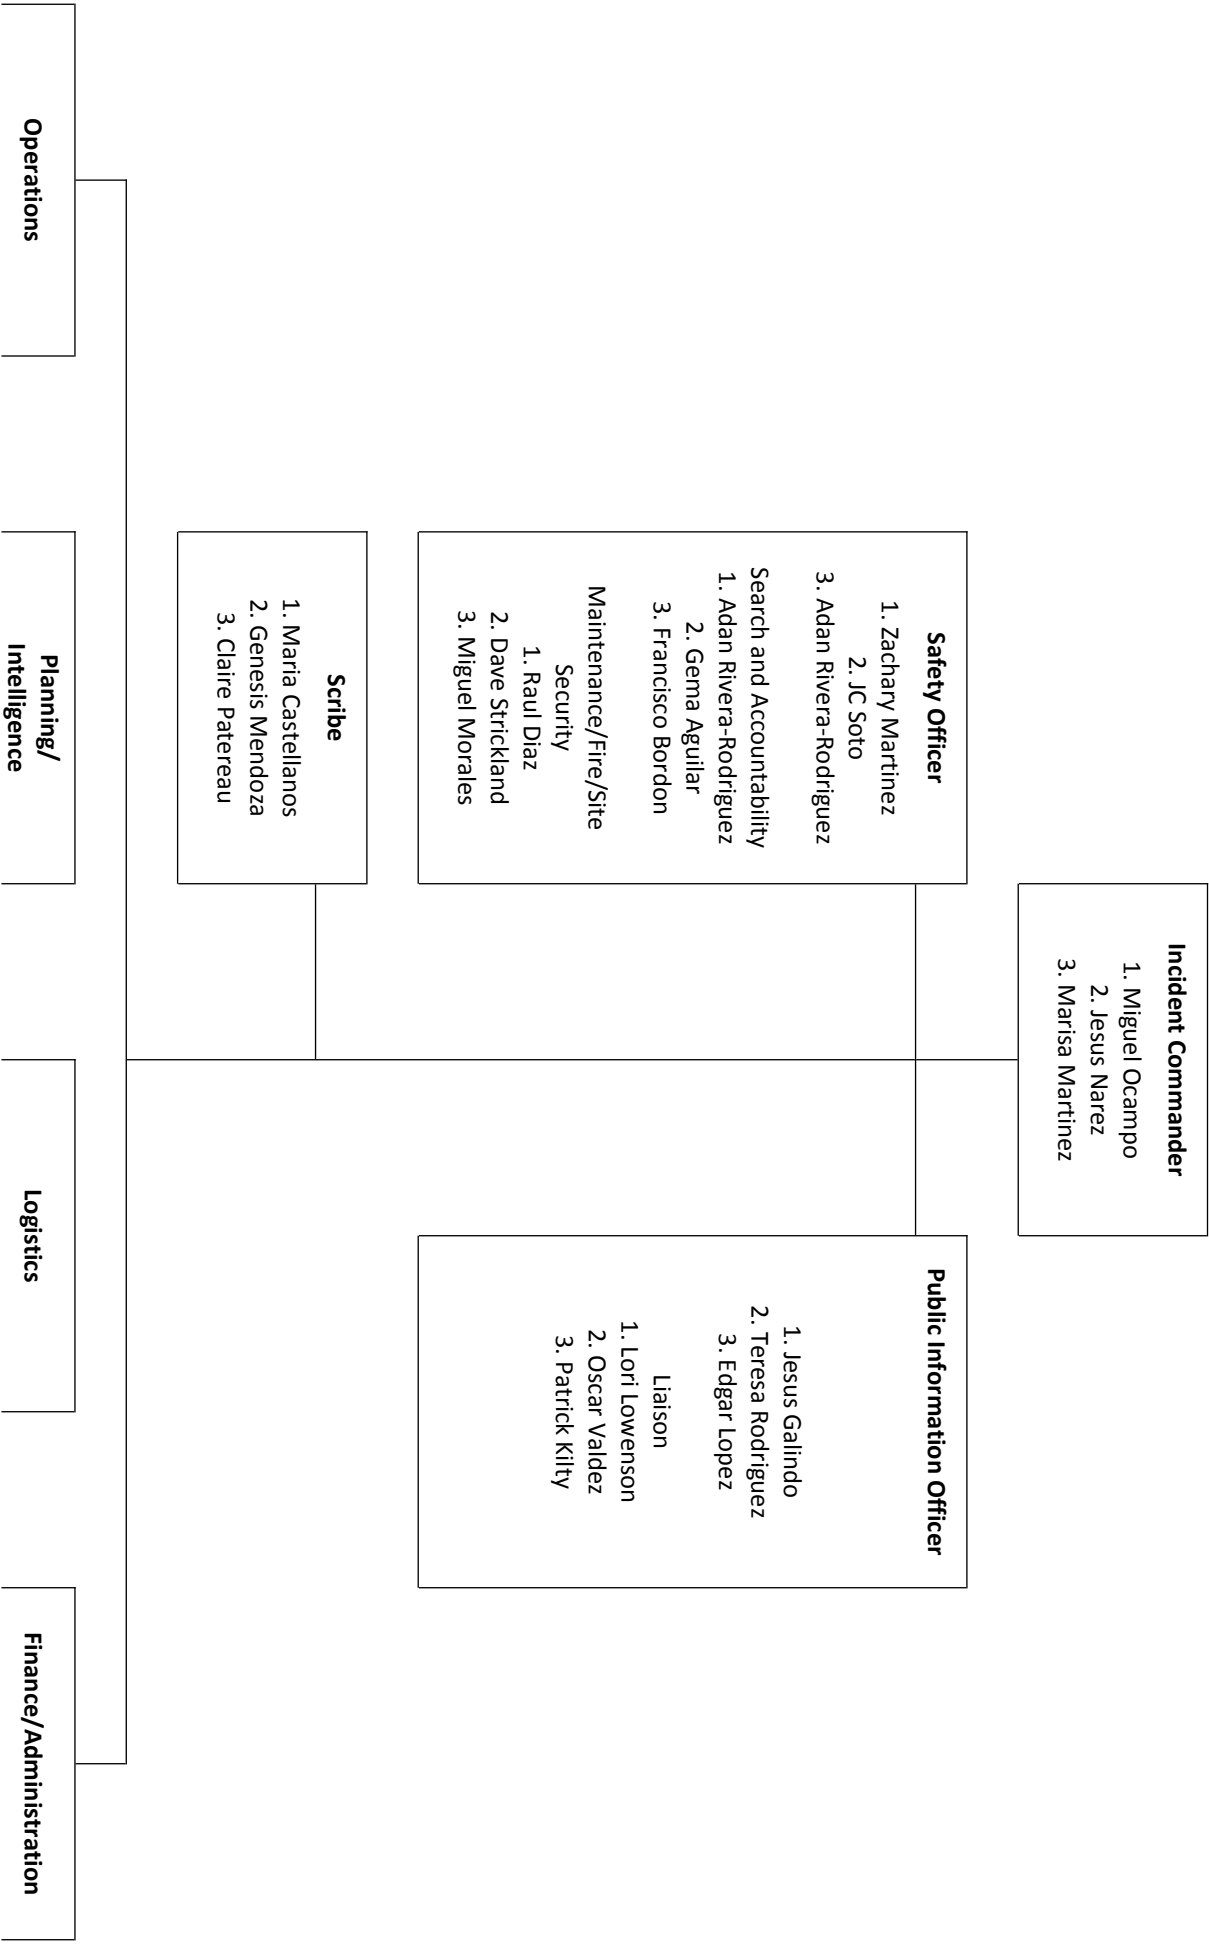 Incident Commander
1. Miguel Ocampo
2. Jesus Narez
3. Marisa Martinez
Safety Officer
1. Zachary Martinez
2. JC Soto
3. Adan Rivera-Rodriguez
Search and Accountability
1. Adan Rivera-Rodriguez
2. Gema Aguilar
3. Francisco Bordon
Maintenance/Fire/Site
Security
1. Raul Diaz
2. Dave Strickland
3. Miguel Morales
Public Information Officer
1. Jesus Galindo
2. Teresa Rodriguez
3. Edgar Lopez
Liaison
1. Lori Lowenson
2. Oscar Valdez
3. Patrick Kilty
Scribe
1. Maria Castellanos
2. Genesis Mendoza
3. Claire Patereau
Operations
Planning/
Intelligence
Logistics
Finance/Administration